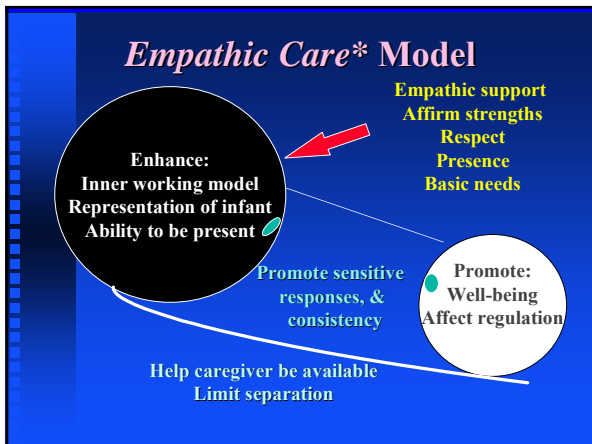 Empathic Care* Model
Empathic support
Affirm strengths
Respect
Presence
Basic needs
Enhance:
Inner working model
Representation of infant
Ability to be present
Promote sensitive
responses, &
consistency
Promote:
Well-being
Affect regulation
Help caregiver be available
Limit separation